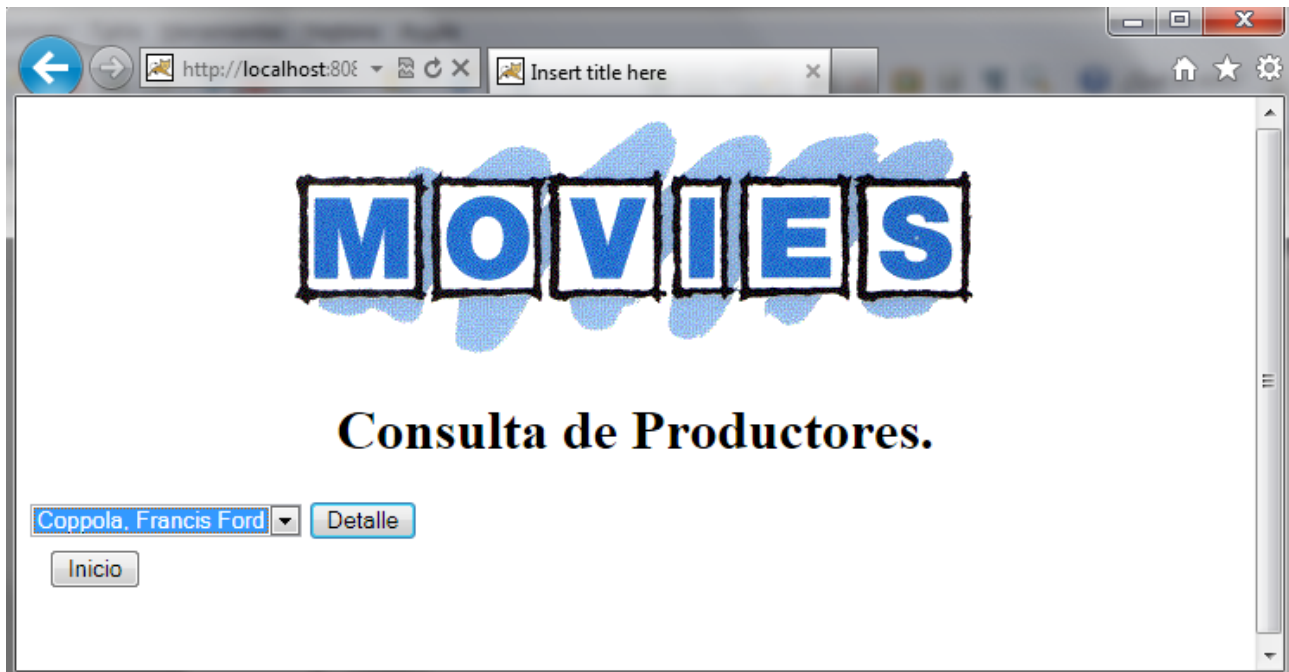 http://localhost:808
Insert title here
MOVIES
Consulta de Productores.
Coppola, Francis Ford
Detalle
Inicio